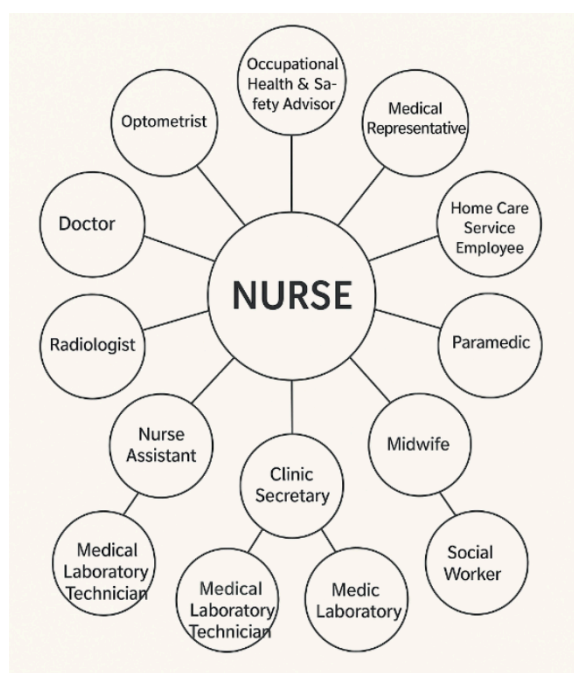 Occupational
Health & Sa-
fety Advisor
Optometrist
Medical
Representative
Doctor
Home Care
Service
Employee
NURSE
Radiologist
Paramedic
Nurse
Assistant
Clinic
Secretary
Midwife
Medical
Laboratory
Technician
Medical
Laboratory
Technician
Medic
Laboratory
Social
Worker